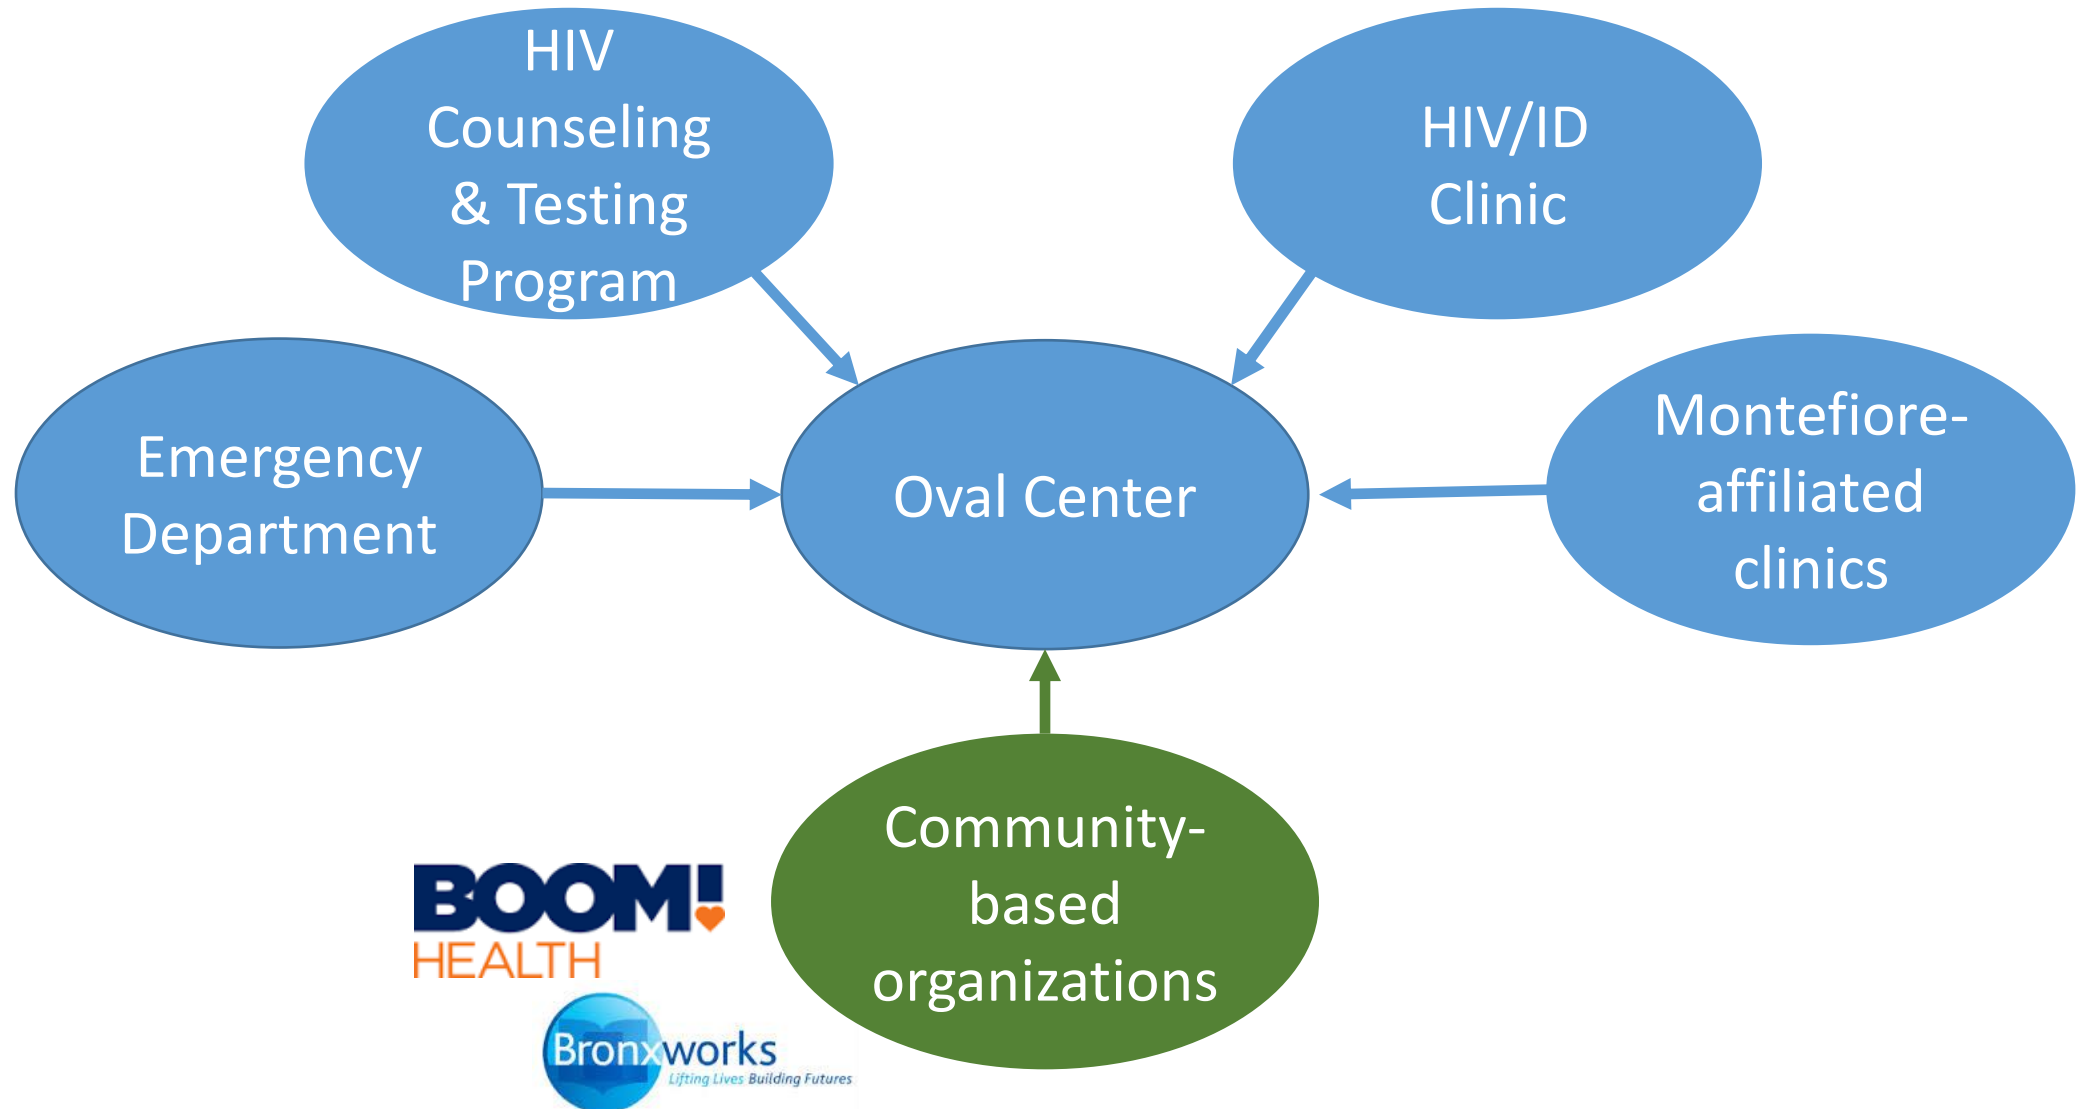 HIV
Counseling
& Testing
Program
HIV/ID
Clinic
Emergency
Department
Oval Center
Montefiore-
affiliated
clinics
Community-
based
organizations
BOOM!
HEALTH
Bronxworks
Lifting Lives Building Futures